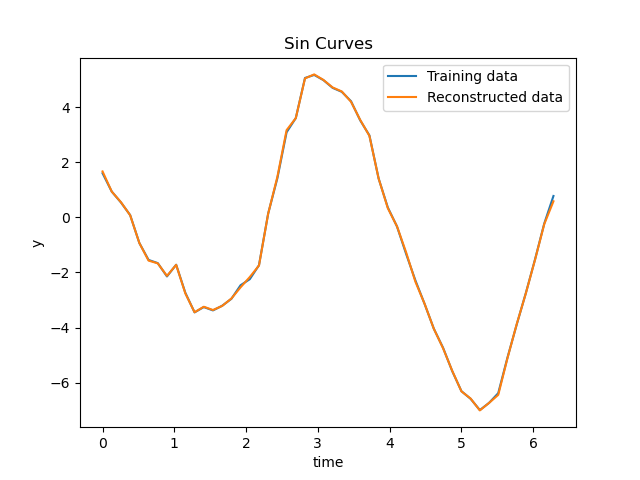 Sin Curves
Training data
Reconstructed data
4
2
0
−2
−4
−6
y
0 1 2 3 4 5 6
time